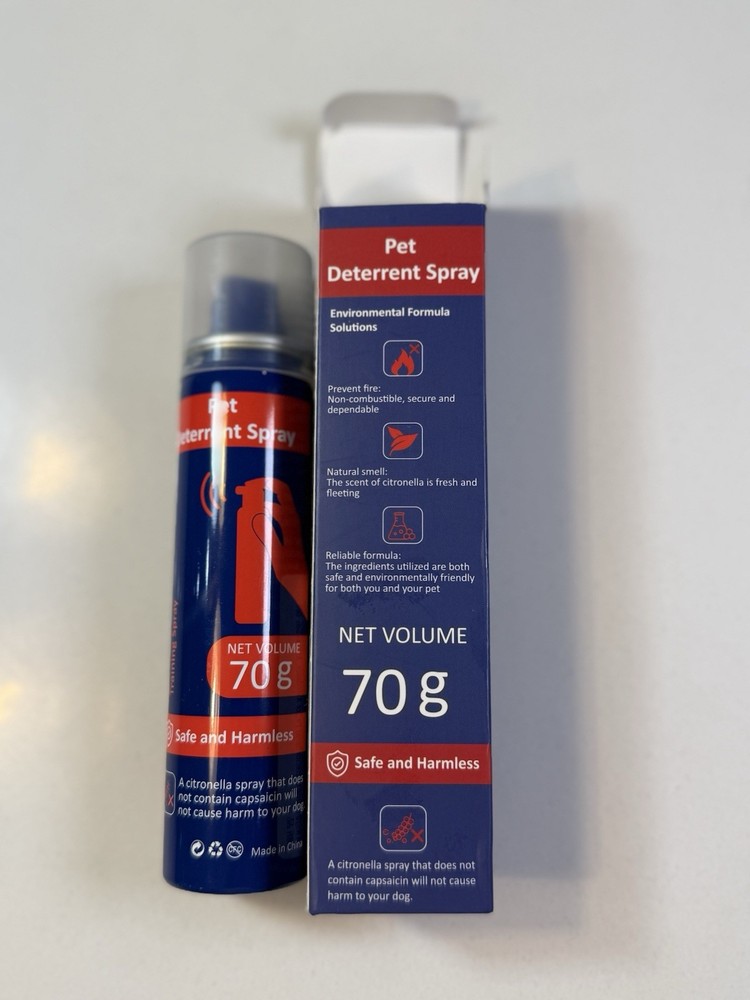 Pet
Deterrent Spray
NET VOLUME
70 g
Training Spray
Safe and Harmless
A citronella spray that does
not contain capsaicin will
not cause harm to your dog.
CFC
Made in China
Pet
Deterrent Spray
Environmental Formula
Solutions
Prevent fire:
Non-combustible, secure and
dependable
Natural smell:
The scent of citronella is fresh and
fleeting
Reliable formula:
The ingredients utilized are both
safe and environmentally friendly
for both you and your pet
NET VOLUME
70 g
Safe and Harmless
A citronella spray that does not
contain capsaicin will not cause
harm to your dog.